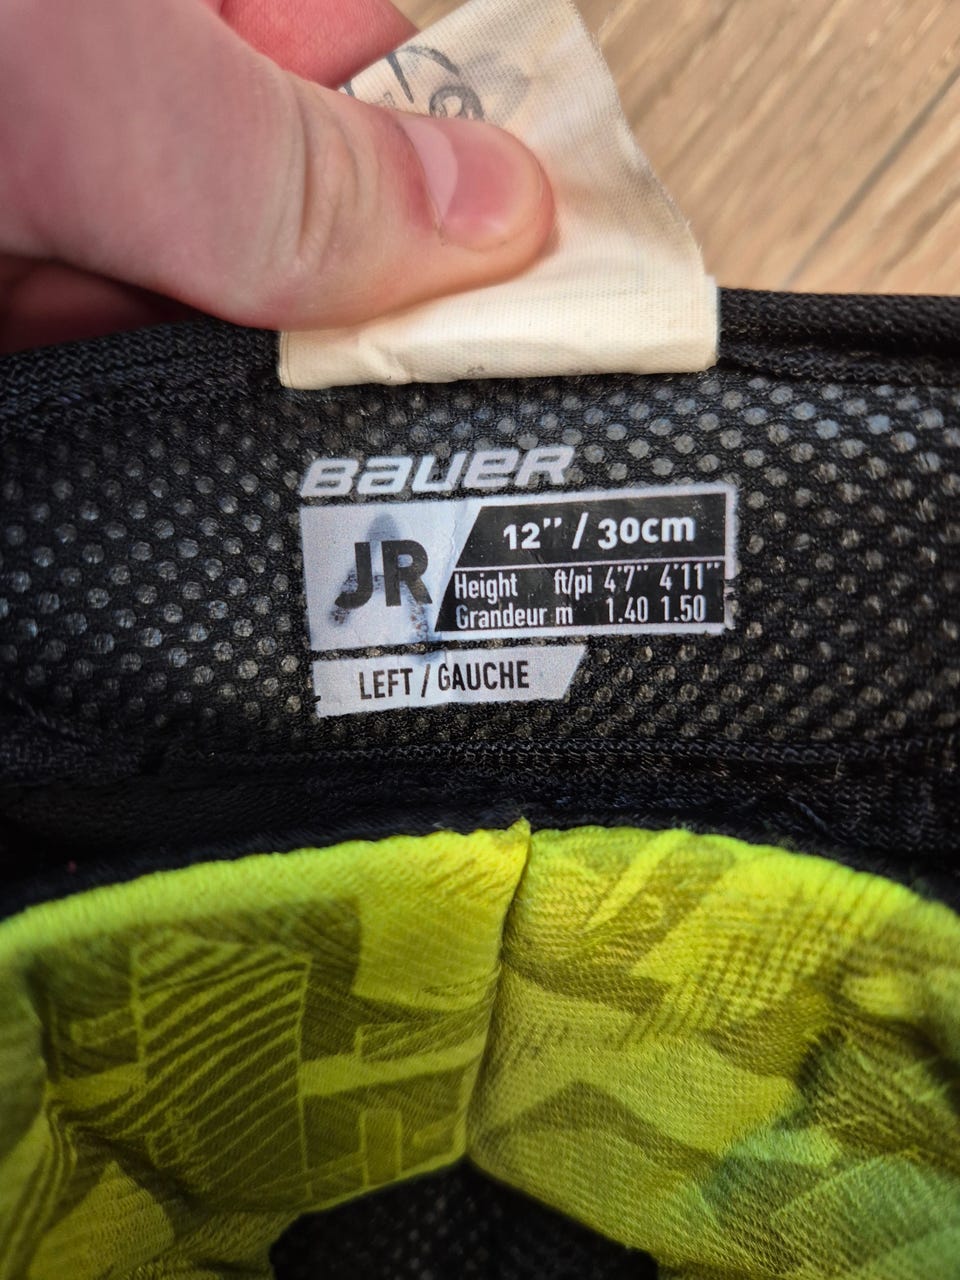 BAUER
JR
12" / 30cm
Height ft/pi 4'7" 4'11"
Grandeur m 1.40 1.50
LEFT / GAUCHE